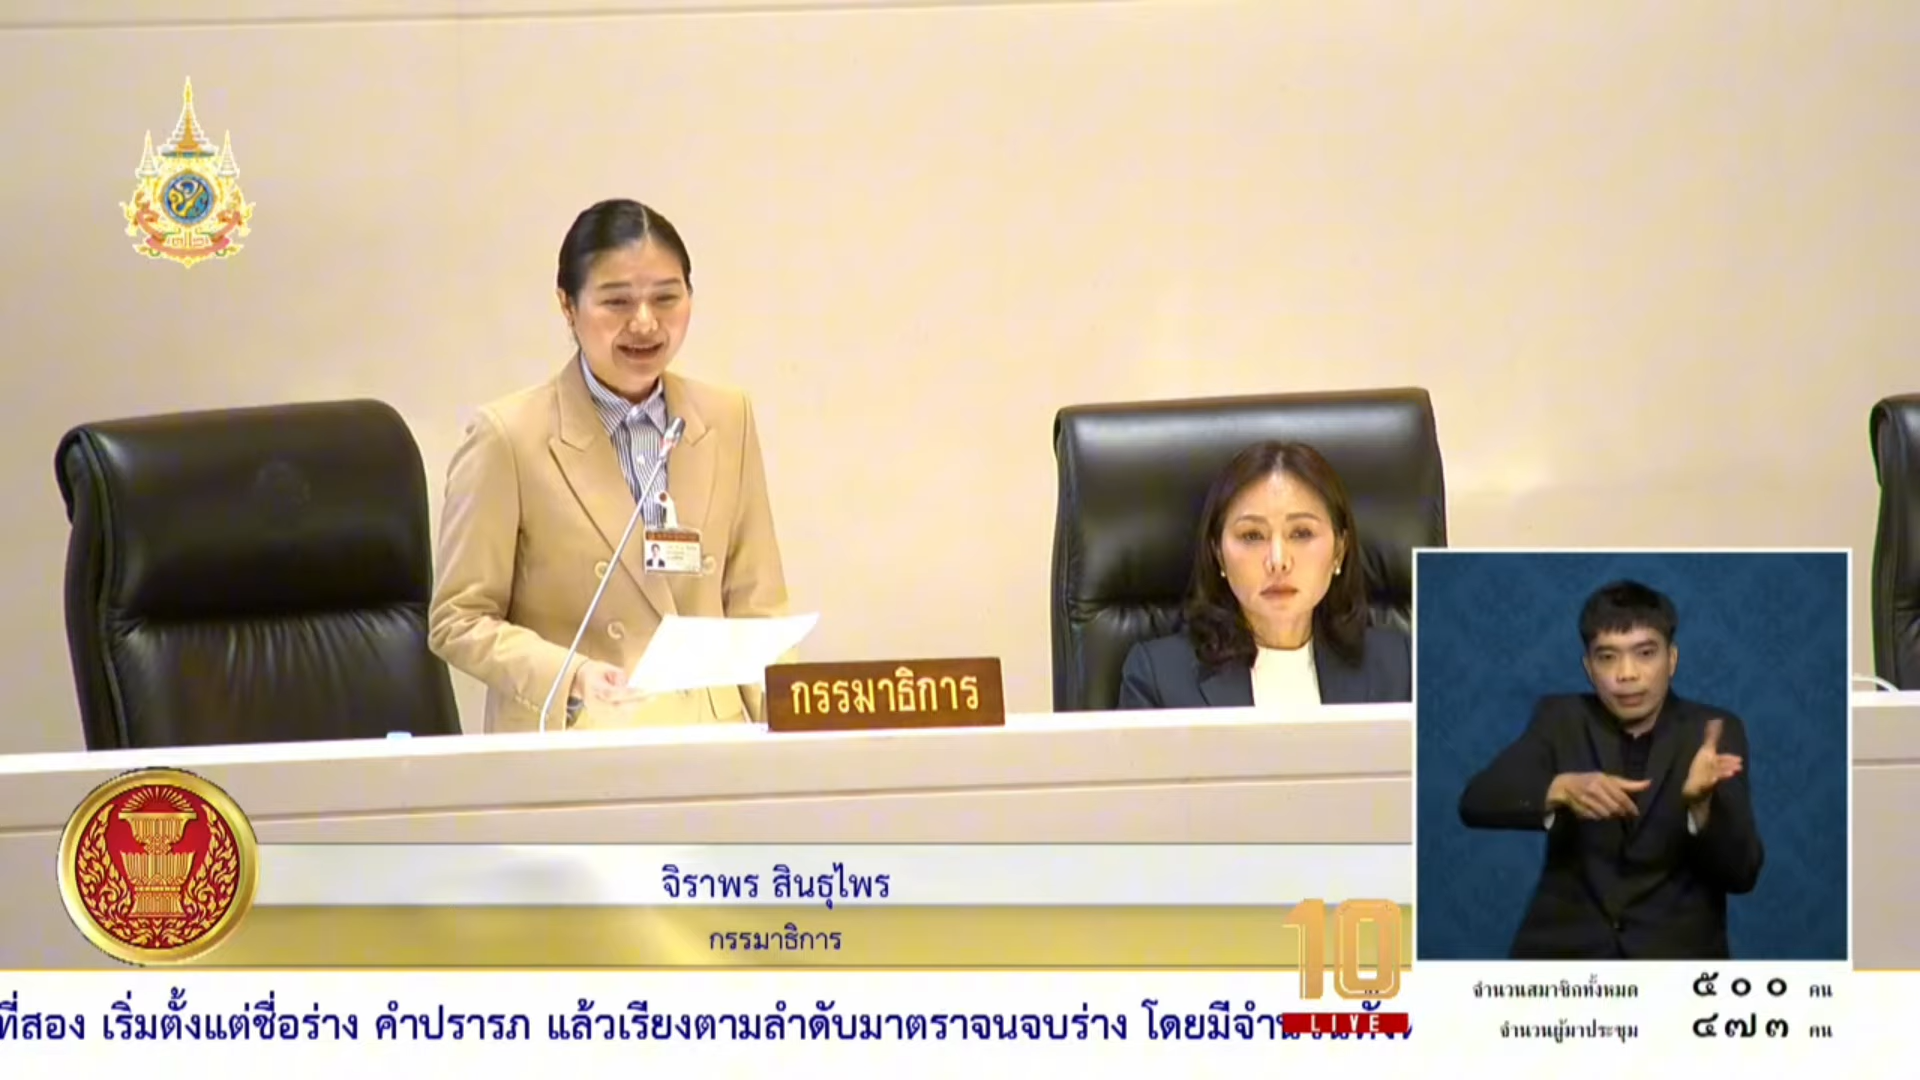 กรรมาธิการ
จิราพร สินธุไพร
กรรมาธิการ
10
LIVE
ที่สอง เริ่มตั้งแต่ชื่อร่าง คำปรารภ แล้วเรียงตามลำดับมาตราจนจบร่าง โดยมี
จำนวนสมาชิกทั้งหมด ๕๐๐ คน
จำนวนผู้มาประชุม ๔๗๓ คน